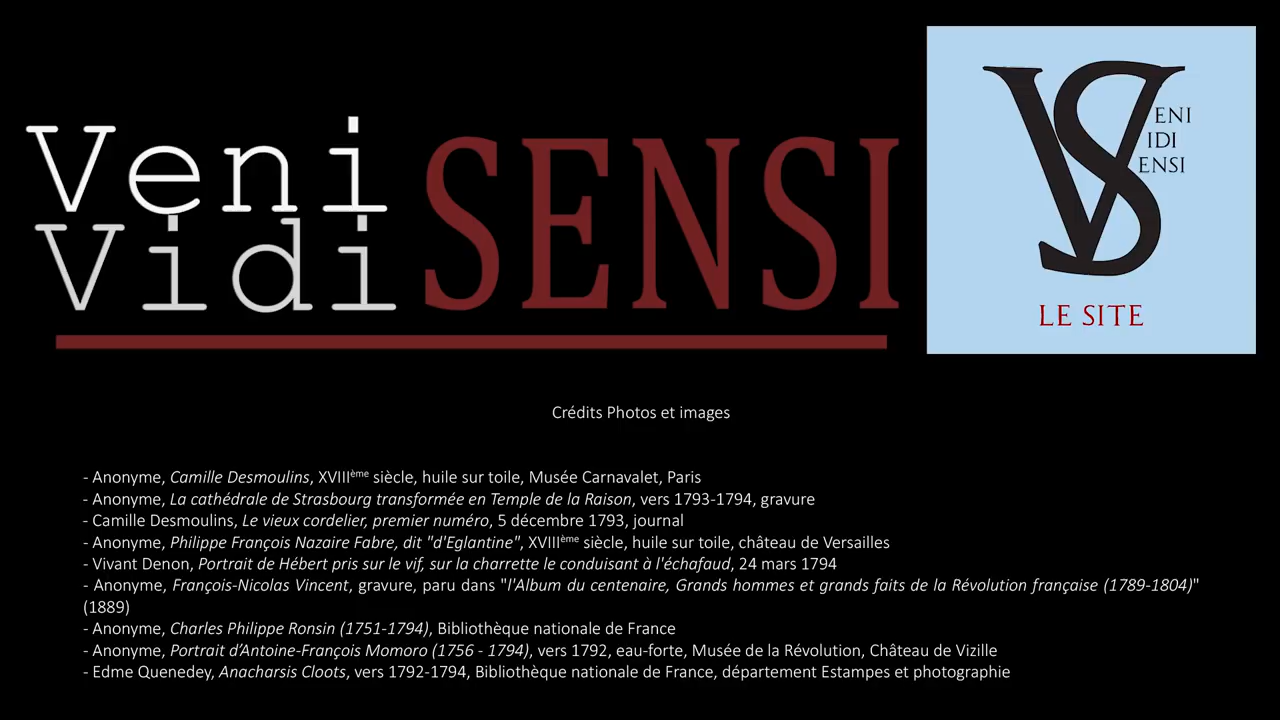 Veni
Vidi
SENSI
VS
ENI
IDI
ENSI
LE SITE
Crédits Photos et images
- Anonyme, Camille Desmoulins, XVIIIème siècle, huile sur toile, Musée Carnavalet, Paris
- Anonyme, La cathédrale de Strasbourg transformée en Temple de la Raison, vers 1793-1794, gravure
- Camille Desmoulins, Le vieux cordelier, premier numéro, 5 décembre 1793, journal
- Anonyme, Philippe François Nazaire Fabre, dit "d'Eglantine", XVIIIème siècle, huile sur toile, château de Versailles
- Vivant Denon, Portrait de Hébert pris sur le vif, sur la charrette le conduisant à l'échafaud, 24 mars 1794
- Anonyme, François-Nicolas Vincent, gravure, paru dans "l'Album du centenaire, Grands hommes et grands faits de la Révolution française (1789-1804)"
(1889)
- Anonyme, Charles Philippe Ronsin (1751-1794), Bibliothèque nationale de France
- Anonyme, Portrait d’Antoine-François Momoro (1756 - 1794), vers 1792, eau-forte, Musée de la Révolution, Château de Vizille
- Edme Quenedey, Anacharsis Cloots, vers 1792-1794, Bibliothèque nationale de France, département Estampes et photographie